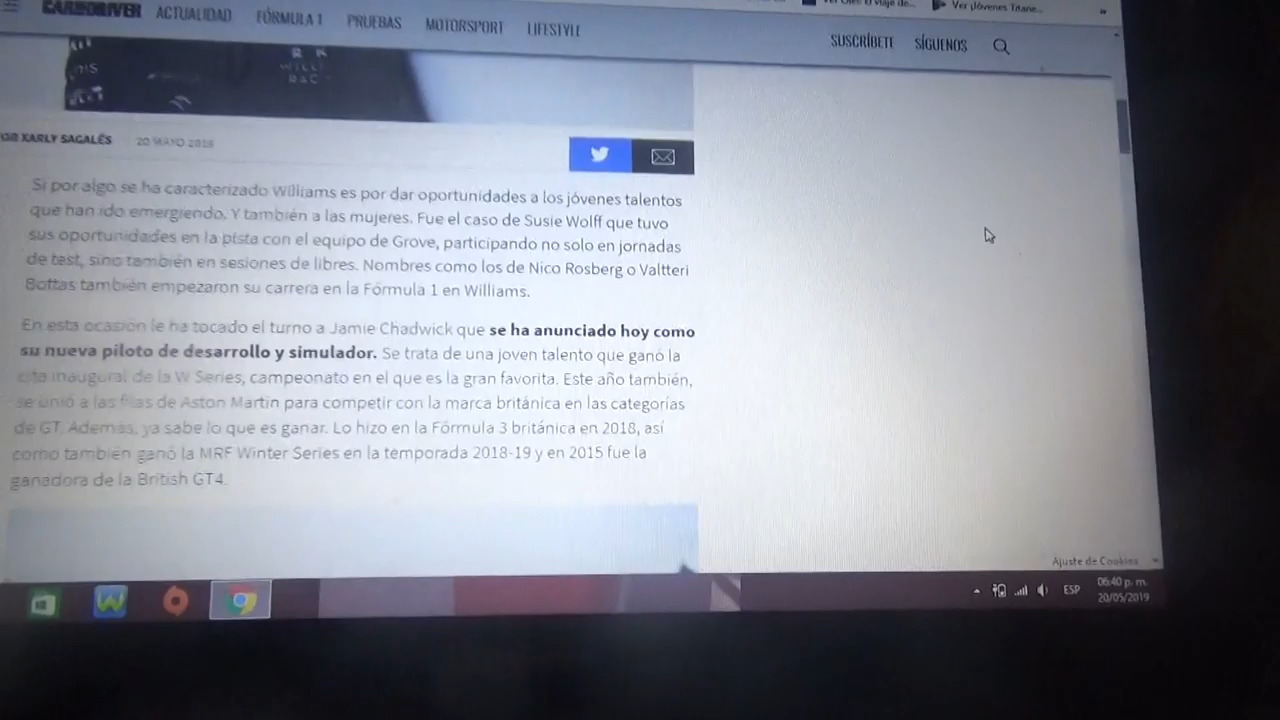 CARANDDRIVER ACTUALIDAD FÓRMULA 1 PRUEBAS MOTORSPORT LIFESTYLE
Ver ¡Jóvenes Titane...
»
SUSCRÍBETE SÍGUENOS
POR KARLY SAGALÉS 20 MAYO 2019
Si por algo se ha caracterizado Williams es por dar oportunidades a los jóvenes talentos
que han ido emergiendo. Y también a las mujeres. Fue el caso de Susie Wolff que tuvo
sus oportunidades en la pista con el equipo de Grove, participando no solo en jornadas
de test, sino también en sesiones de libres. Nombres como los de Nico Rosberg o Valtteri
Bottas también empezaron su carrera en la Fórmula 1 en Williams.
En esta ocasión le ha tocado el turno a Jamie Chadwick que se ha anunciado hoy como
su nueva piloto de desarrollo y simulador. Se trata de una joven talento que ganó la
cita inaugural de la W Series, campeonato en el que es la gran favorita. Este año también,
se unió a las filas de Aston Martin para competir con la marca británica en las categorías
de GT. Además, ya sabe lo que es ganar. Lo hizo en la Fórmula 3 británica en 2018, así
como también ganó la MRF Winter Series en la temporada 2018-19 y en 2015 fue la
ganadora de la British GT4.
Ajuste de Cookies
ESP
06:40 p. m.
20/05/2019